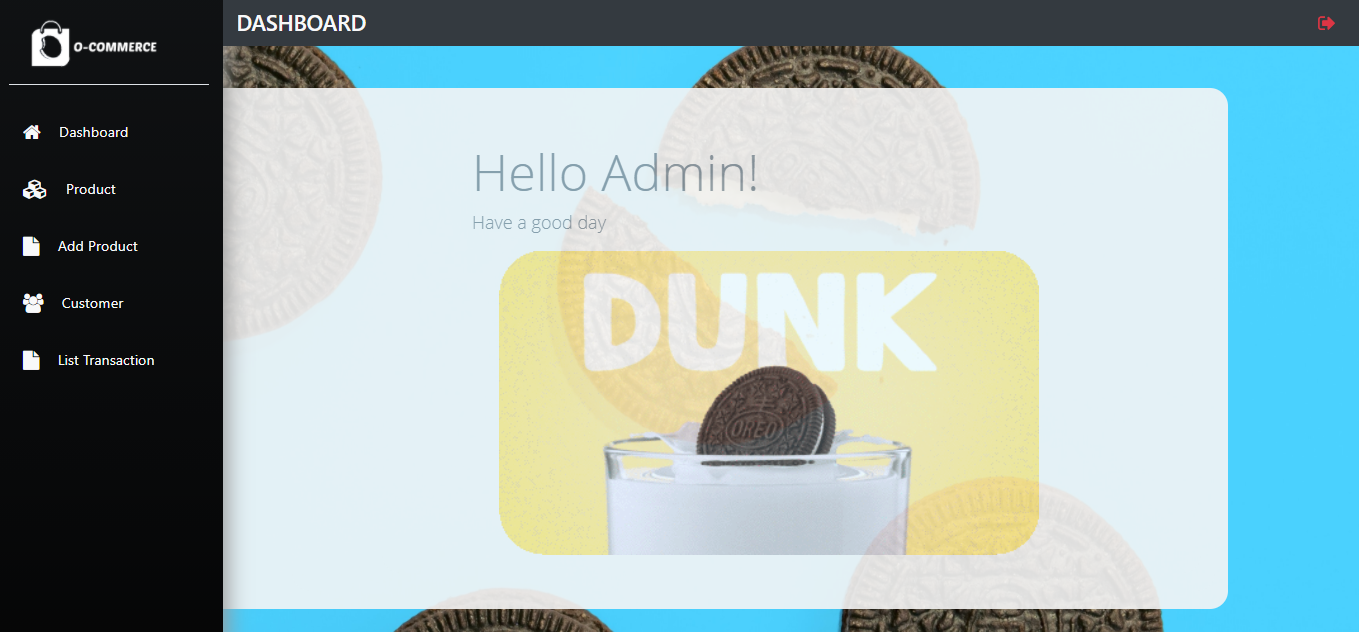 O-COMMERCE
DASHBOARD
Dashboard
Product
Add Product
Customer
List Transaction
Hello Admin!
Have a good day
DUNK
OREO